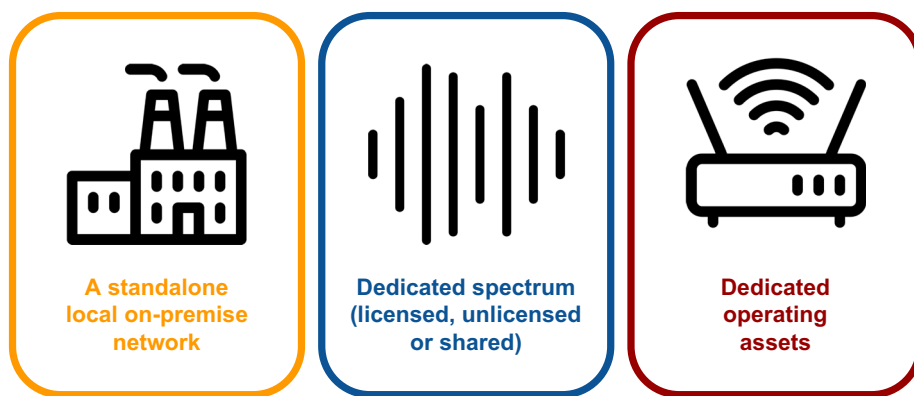 A standalone
local on-premise
network
Dedicated spectrum
(licensed, unlicensed
or shared)
Dedicated
operating
assets